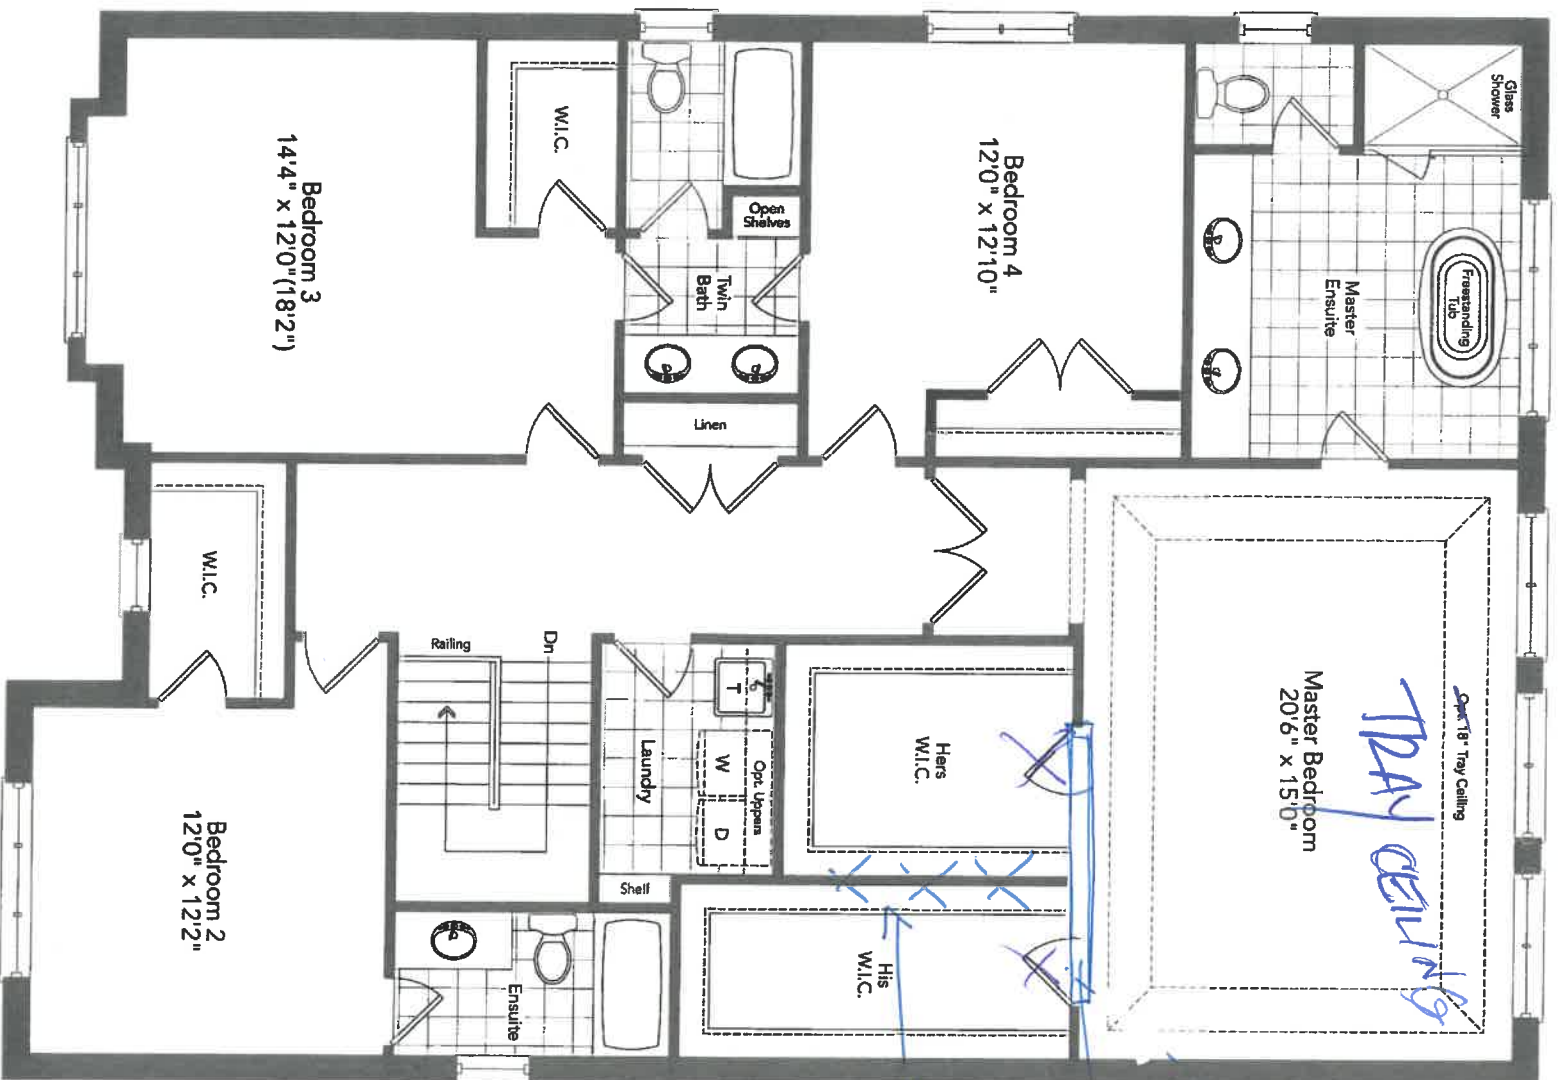 Glass
Shower
Freestanding
Tub
Master
Ensuite
Bedroom 4
12'0" x 12'10"
Open
Shelves
Twin
Bath
W.I.C.
Bedroom 3
14'4" x 12'0"(18'2")
Linen
Opt. 18" Tray Ceiling
TRAY CEILING
Master Bedroom
20'6" x 15'0"
W.I.C.
Railing
Dn
T
W
D
Opt. Uppers
Laundry
Shelf
Hers
W.I.C.
His
W.I.C.
Ensuite
Bedroom 2
12'0" x 12'2"